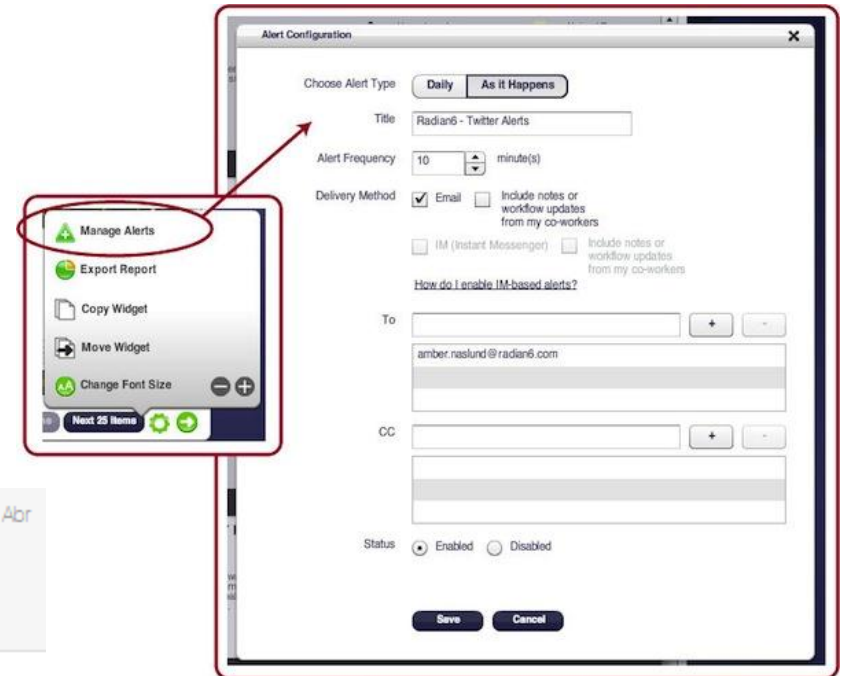 Alert Configuration
Choose Alert Type
Daily
As it Happens
Title
Radian6 - Twitter Alerts
Alert Frequency
10
minute(s)
Delivery Method
Email
Include notes or
workflow updates
from my co-workers
IM (Instant Messenger)
Include notes or
workflow updates
from my co-workers
How do I enable IM-based alerts?
To
+
-
amber.naslund@radian6.com
CC
+
-
Status
Enabled
Disabled
Save
Cancel
Manage Alerts
Export Report
Copy Widget
Move Widget
AA
Change Font Size
Next 25 Items
Abr